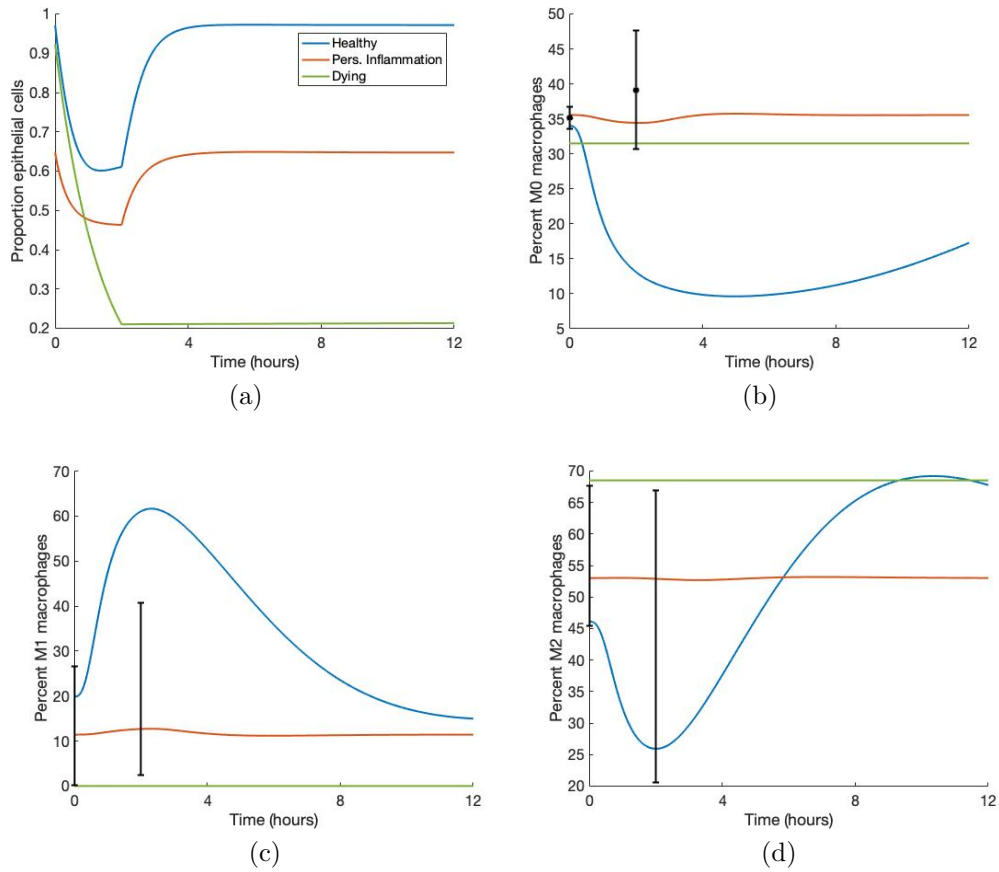 1
0.9
0.8
0.7
0.6
0.5
0.4
0.3
0.2
Proportion epithelial cells
Healthy
Pers. Inflammation
Dying
0 4 8 12
Time (hours)
(a)
50
45
40
35
30
25
20
15
10
5
Percent M0 macrophages
0 4 8 12
Time (hours)
(b)
70
60
50
40
30
20
10
0
Percent M1 macrophages
0 4 8 12
Time (hours)
(c)
70
65
60
55
50
45
40
35
30
25
20
Percent M2 macrophages
0 4 8 12
Time (hours)
(d)